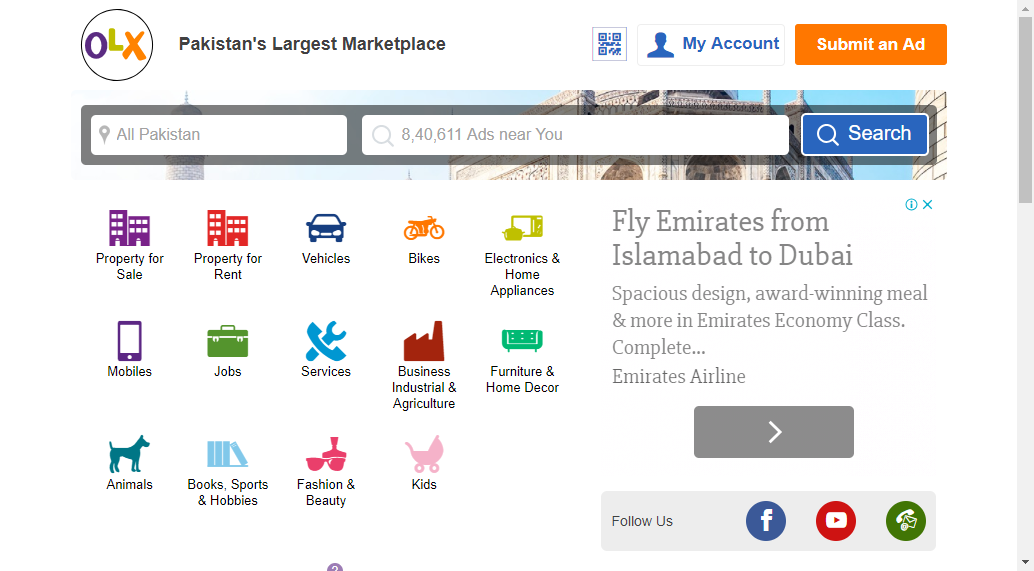 OLX
Pakistan's Largest Marketplace
My Account
Submit an Ad
All Pakistan
8,40,611 Ads near You
Search
Property for
Sale
Property for
Rent
Vehicles
Bikes
Electronics &
Home
Appliances
Mobiles
Jobs
Services
Business
Industrial &
Agriculture
Furniture &
Home Decor
Animals
Books, Sports
& Hobbies
Fashion &
Beauty
Kids
Fly Emirates from
Islamabad to Dubai
Spacious design, award-winning meal
& more in Emirates Economy Class.
Complete...
Emirates Airline
Follow Us
f
?